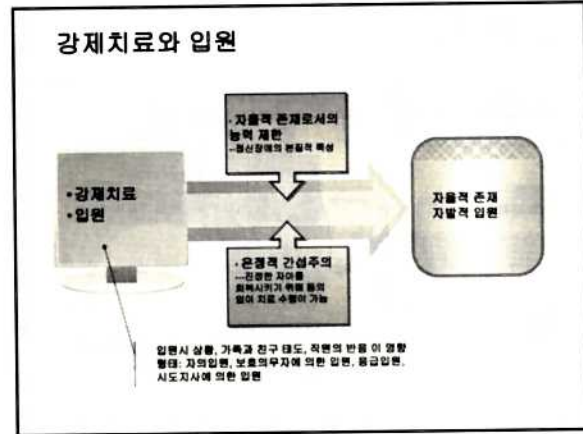 강제치료와 입원
• 자율적 존재로서의
능력 제한
--정신장애의 본질적 특성
• 강제치료
• 입원
자율적 존재
자발적 입원
• 온정적 간섭주의
---진정한 자아를
회복시키기 위해 동의
없이 치료 수행이 가능
입원시 상황, 가족과 친구 태도, 직원의 반응 이 영향
형태: 자의입원, 보호의무자에 의한 입원, 응급입원,
시도지사에 의한 입원